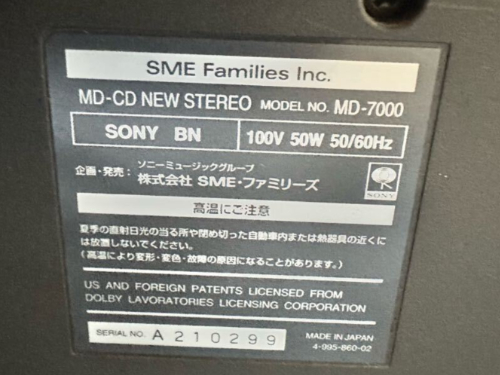 SME Families Inc.
MD-CD NEW STEREO MODEL NO. MD-7000
SONY BN 100V 50W 50/60Hz
企画・発売： ソニーミュージックグループ
株式会社 SME・ファミリーズ
SONY
高温にご注意
夏季の直射日光の当る所や閉め切った自動車内または熱器具の近くに
は放置しないでください。
(高温により変形・変色・故障の原因になることがあります。)
US AND FOREIGN PATENTS LICENSED FROM
DOLBY LAVORATORIES LICENSING CORPORATION
SERIAL NO. A 210299
MADE IN JAPAN
4-995-860-02